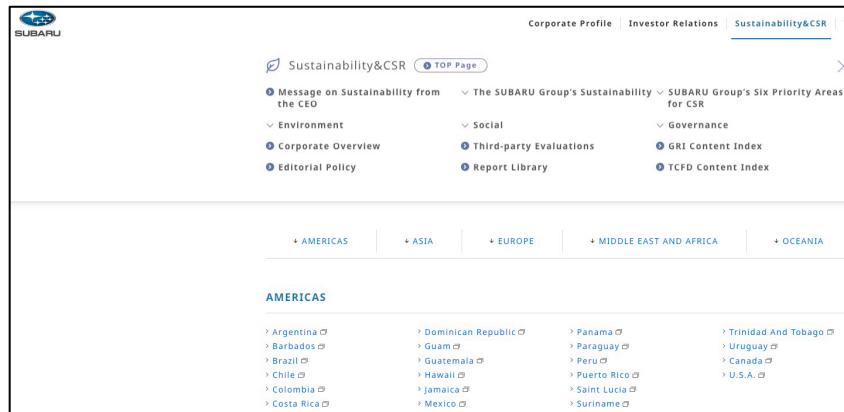 SUBARU
Corporate Profile Investor Relations Sustainability&CSR
Sustainability&CSR TOP Page
Message on Sustainability from the CEO
The SUBARU Group's Sustainability
SUBARU Group's Six Priority Areas for CSR
Environment Social Governance
Corporate Overview Third-party Evaluations GRI Content Index
Editorial Policy Report Library TCFD Content Index
AMERICAS ASIA EUROPE MIDDLE EAST AND AFRICA OCEANIA
AMERICAS
Argentina Dominican Republic Panama Trinidad And Tobago
Barbados Guam Paraguay Uruguay
Brazil Guatemala Peru Canada
Chile Hawaii Puerto Rico U.S.A.
Colombia Jamaica Saint Lucia
Costa Rica Mexico Suriname